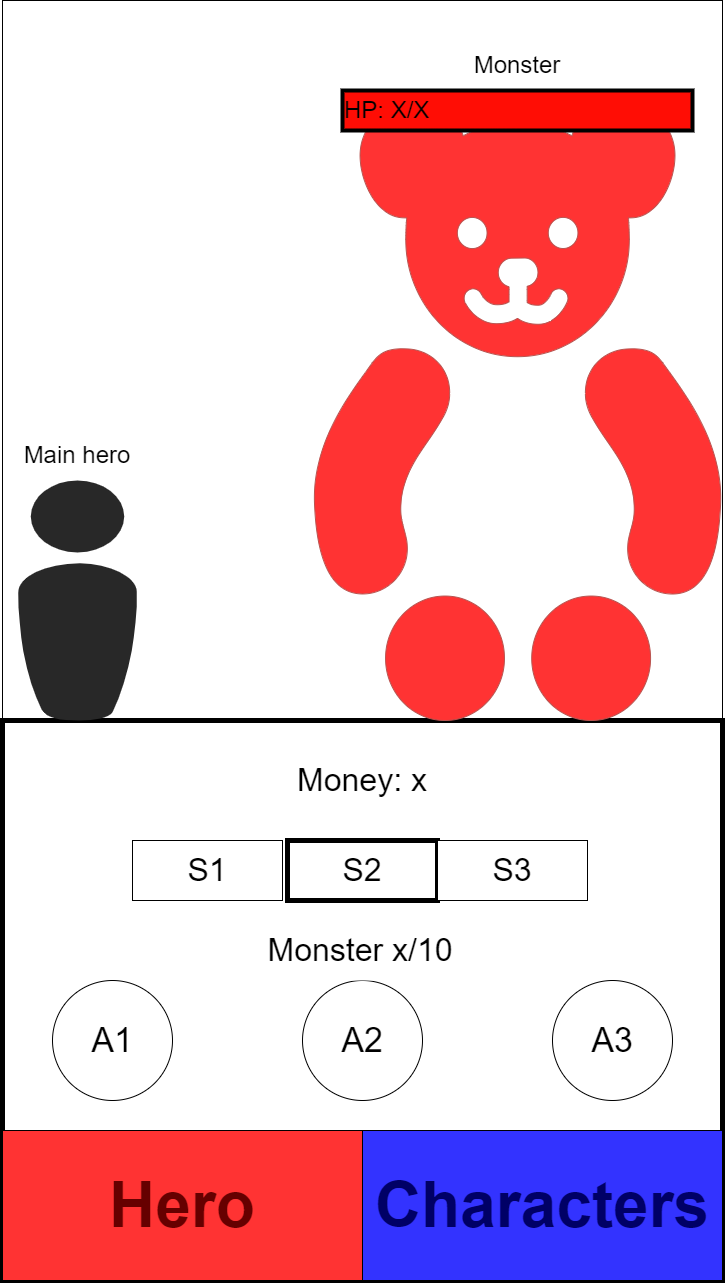 Monster
HP: X/X
Main hero
Money: x
S1 S2 S3
Monster x/10
A1 A2 A3
Hero Characters